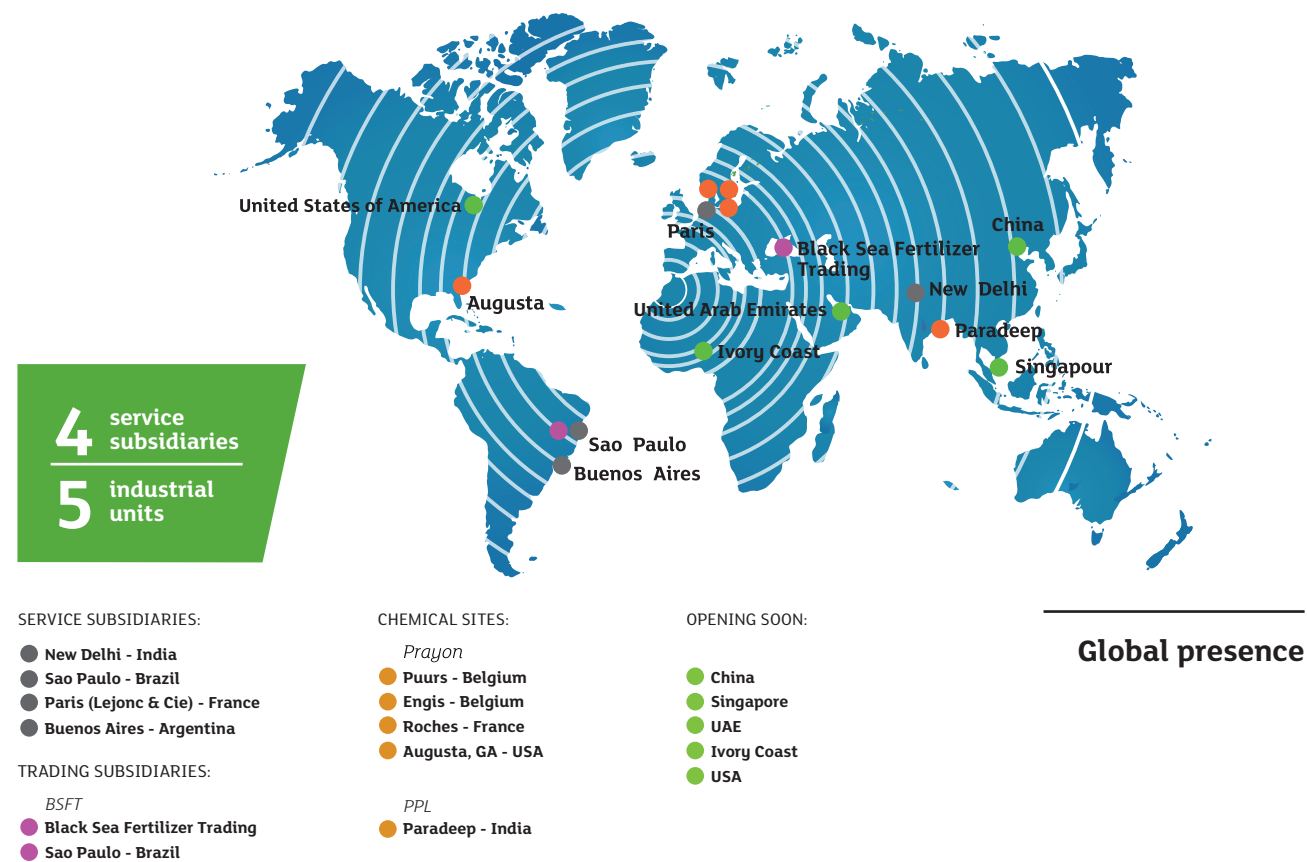 United States of America
Augusta
Paris
Black Sea Fertilizer
Trading
China
New Delhi
United Arab Emirates
Paradeep
Ivory Coast
Singapour
Sao Paulo
Buenos Aires
4 service
subsidiaries
5 industrial
units
Global presence
SERVICE SUBSIDIARIES:
New Delhi - India
Sao Paulo - Brazil
Paris (Lejonc & Cie) - France
Buenos Aires - Argentina
TRADING SUBSIDIARIES:
BSFT
Black Sea Fertilizer Trading
Sao Paulo - Brazil
CHEMICAL SITES:
Prayon
Puurs - Belgium
Engis - Belgium
Roches - France
Augusta, GA - USA
PPL
Paradeep - India
OPENING SOON:
China
Singapore
UAE
Ivory Coast
USA